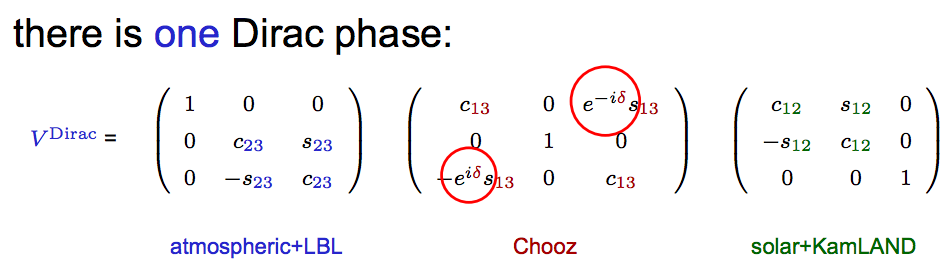 there is one Dirac phase:
1 0 0 c₁₃ 0 e^{-iδ}s₁₃ c₁₂ s₁₂ 0
V^{Dirac} = 0 c₂₃ s₂₃ 0 1 0 -s₁₂ c₁₂ 0
0 -s₂₃ c₂₃ -e^{iδ}s₁₃ 0 c₁₃ 0 0 1
atmospheric+LBL Chooz solar+KamLAND